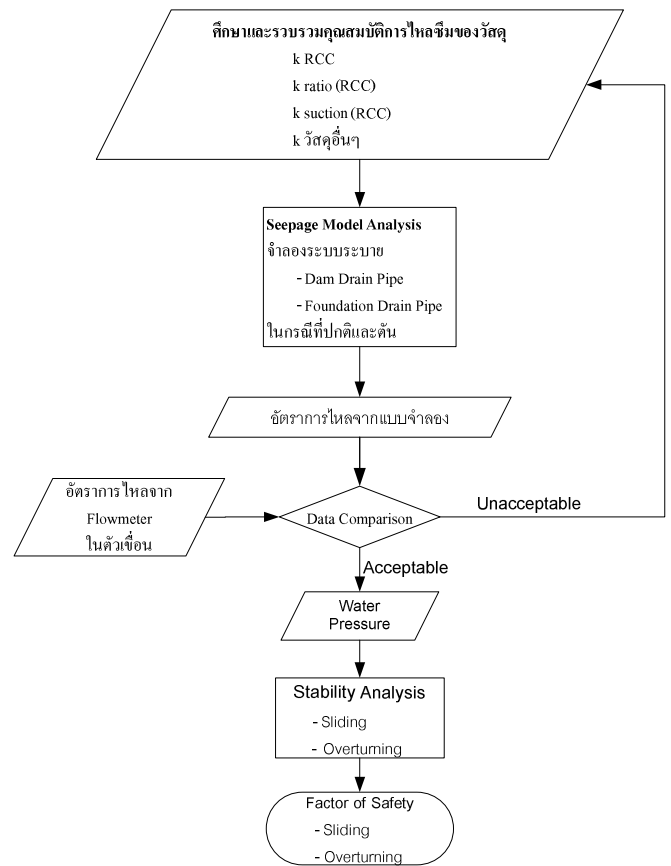 ศึกษาและรวบรวมคุณสมบัติการไหลซึมของวัสดุ
k RCC
k ratio (RCC)
k suction (RCC)
k วัสดุอื่นๆ
Seepage Model Analysis
จำลองระบบระบาย
- Dam Drain Pipe
- Foundation Drain Pipe
ในกรณีที่ปกติและตัน
อัตราการไหลจากแบบจำลอง
อัตราการไหลจาก
Flowmeter
ในตัวเขื่อน
Data Comparison
Unacceptable
Acceptable
Water
Pressure
Stability Analysis
- Sliding
- Overturning
Factor of Safety
- Sliding
- Overturning